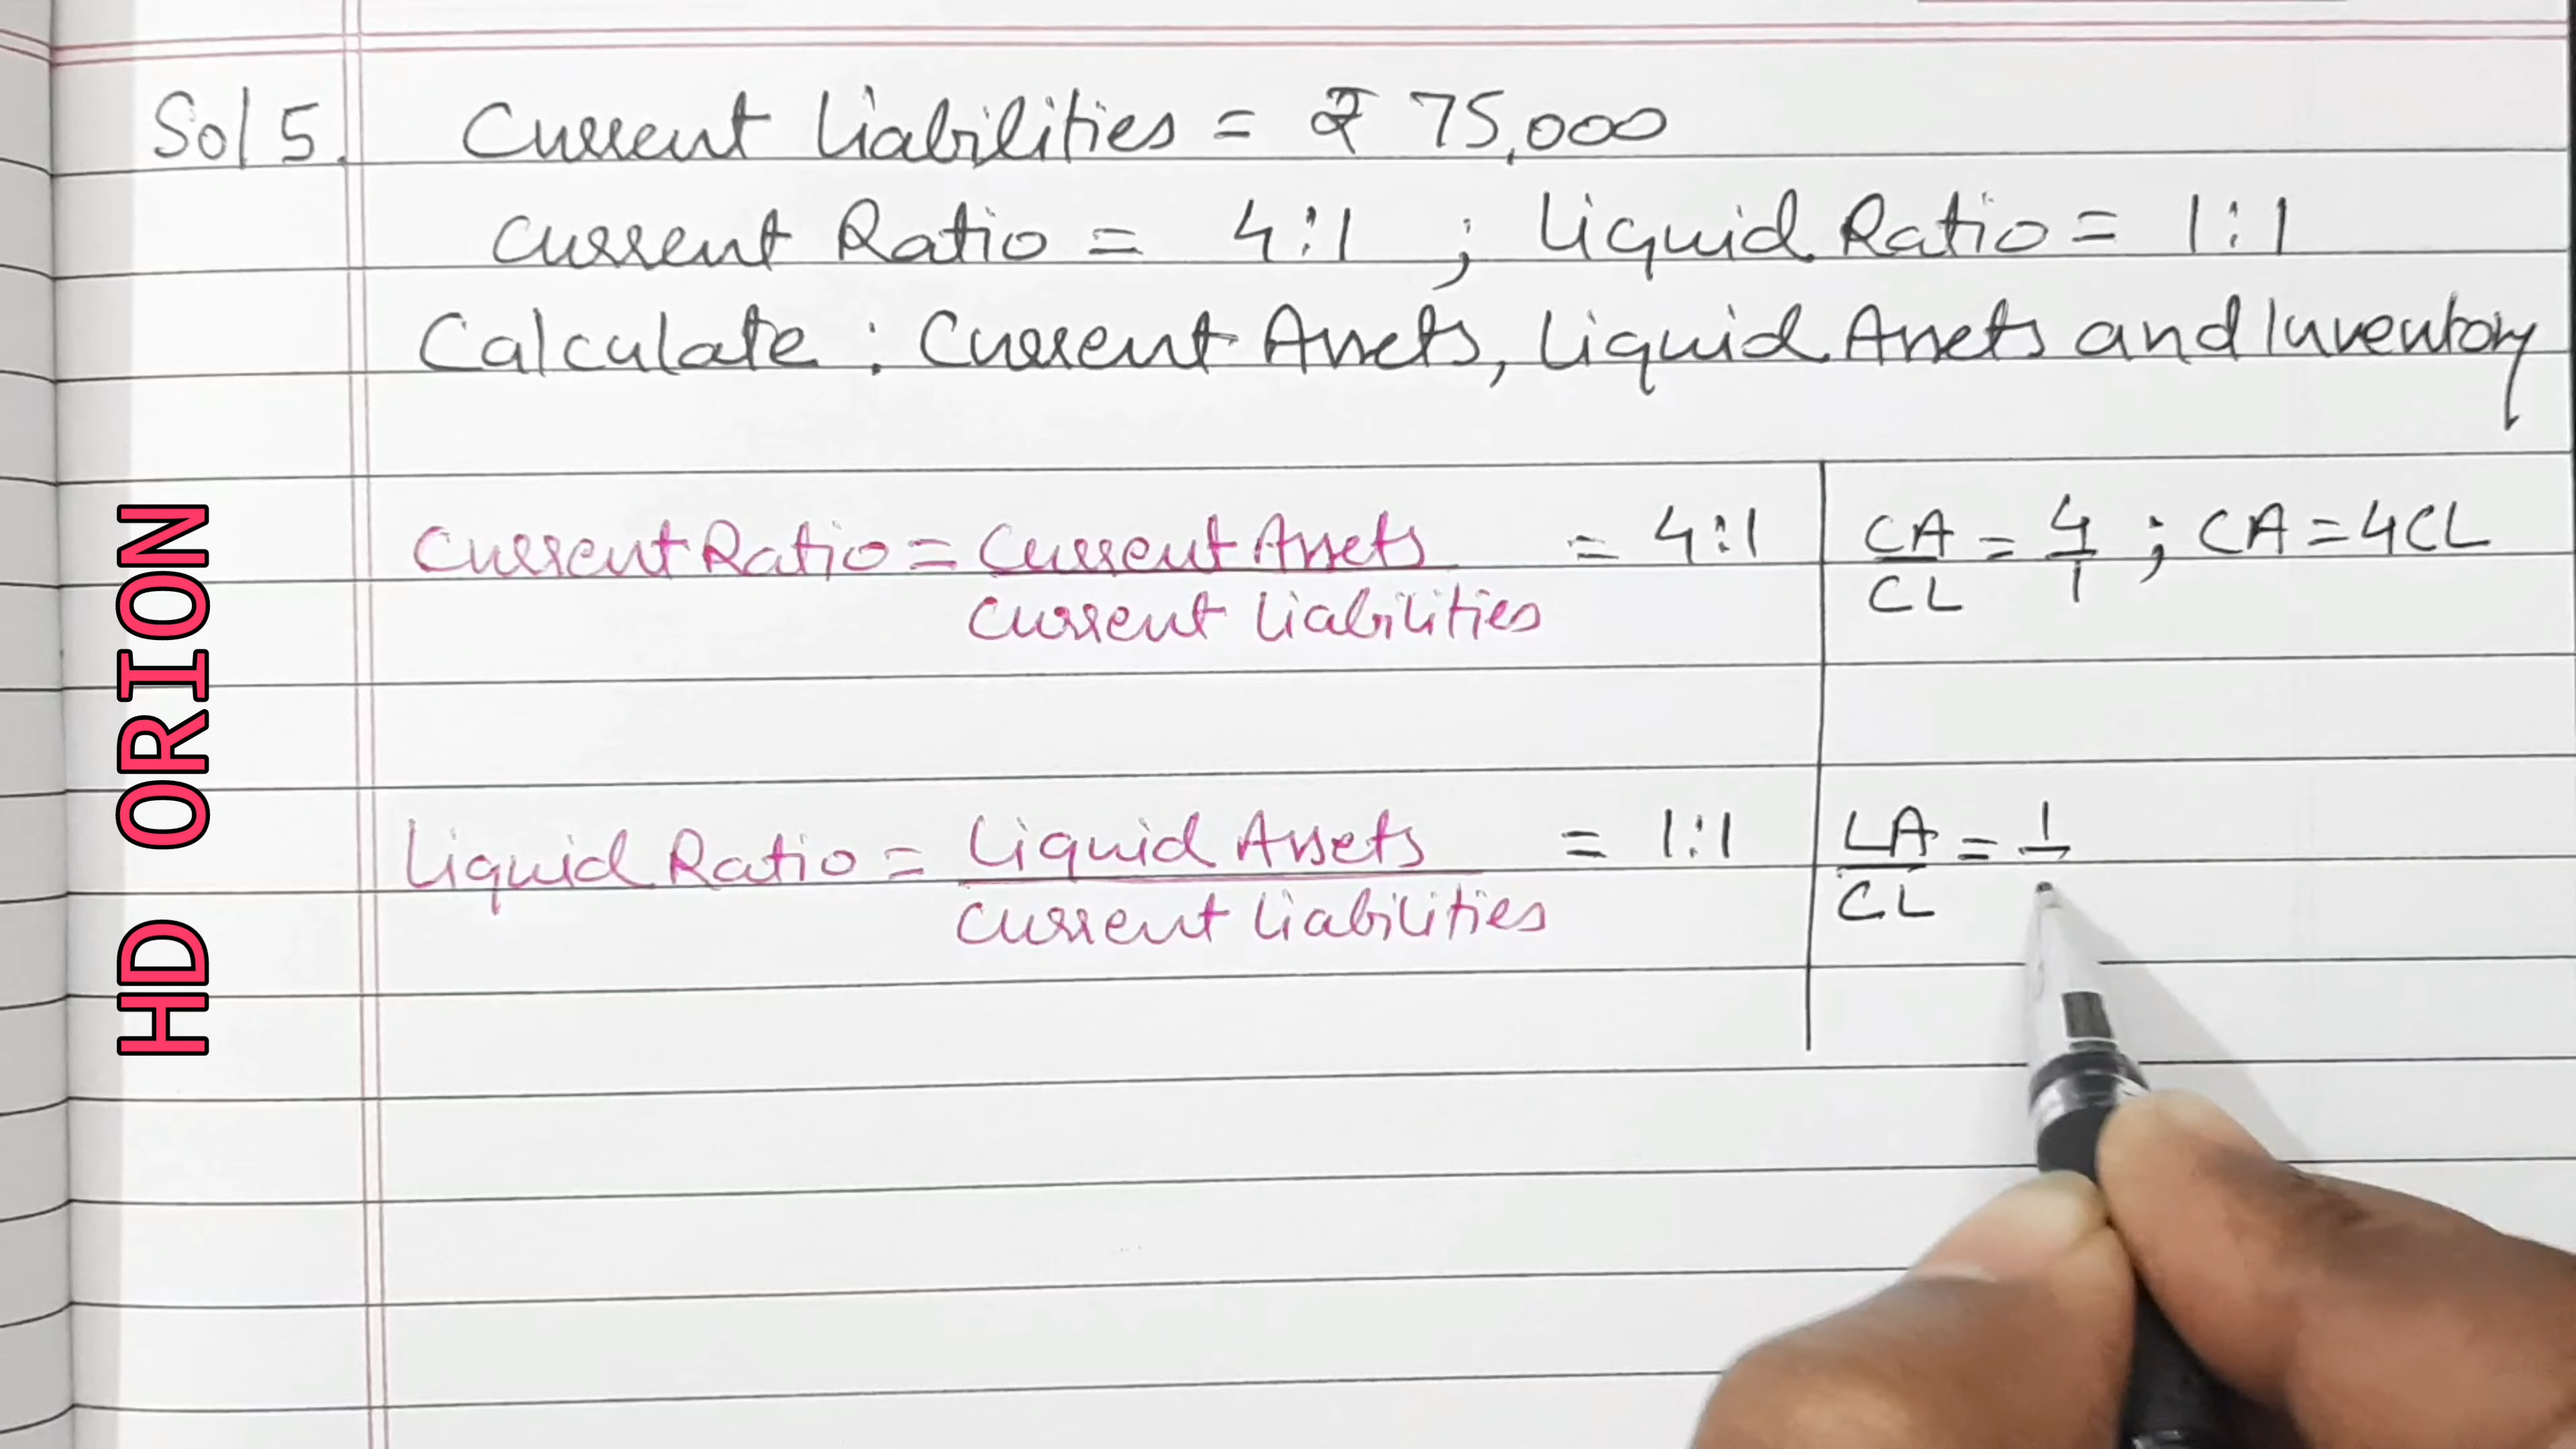 Sol 5. Current Liabilities = ₹ 75,000
Current Ratio = 4:1 ; Liquid Ratio = 1:1
Calculate : Current Assets, Liquid Assets and Inventory
Current Ratio = Current Assets / Current Liabilities = 4:1 | CA/CL = 4/1 ; CA = 4CL
Liquid Ratio = Liquid Assets / Current Liabilities = 1:1 | LA/CL = 1/
HD ORION